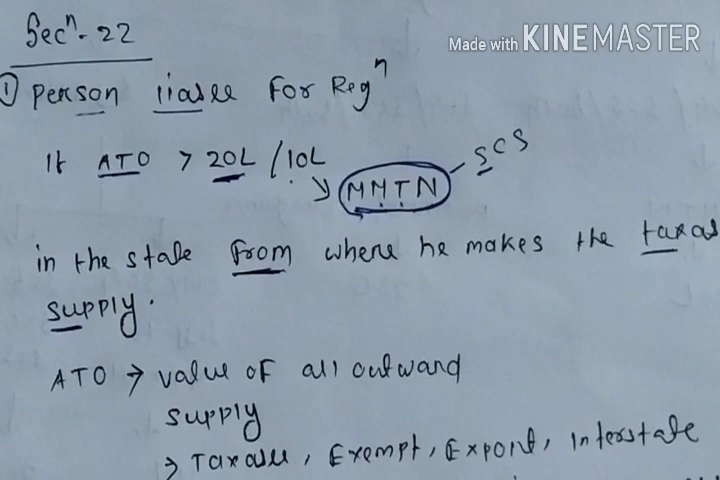 Secⁿ. 22
Made with KINEMASTER
① Person liable For Regⁿ
If ATO > 20L / 10L
→ MMTN - SCS
in the state From where he makes the taxab
supply.
ATO → value OF all outward
supply
→ Taxable, Exempt, Export, Interstate